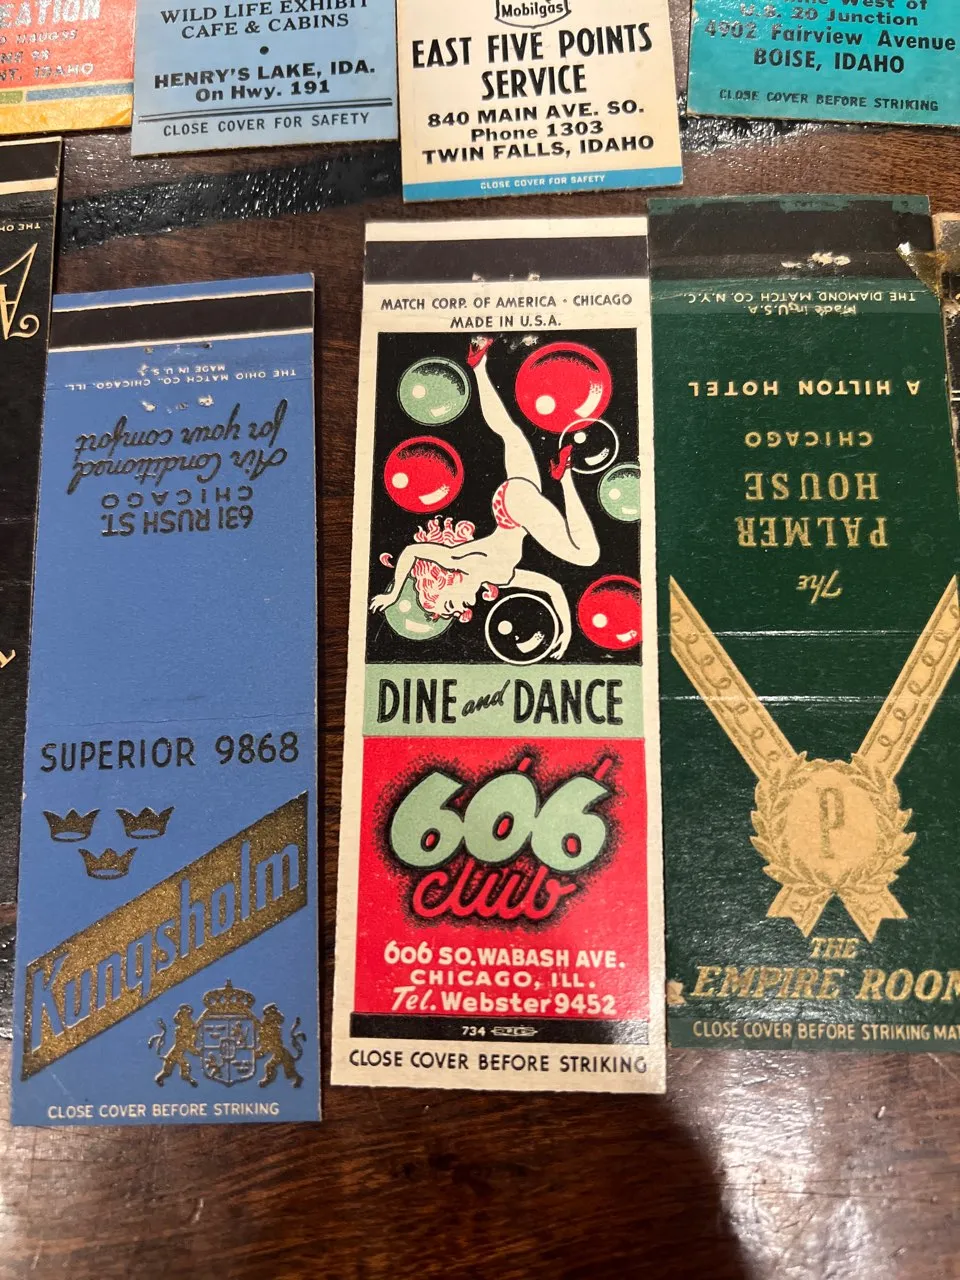 WILD LIFE EXHIBIT
CAFE & CABINS
HENRY'S LAKE, IDA.
On Hwy. 191
CLOSE COVER FOR SAFETY
Mobilgas
EAST FIVE POINTS
SERVICE
840 MAIN AVE. SO.
Phone 1303
TWIN FALLS, IDAHO
CLOSE COVER FOR SAFETY
West of
U.S. 20 Junction
4902 Fairview Avenue
BOISE, IDAHO
CLOSE COVER BEFORE STRIKING
IDAHO
THE OHIO MATCH CO., CHICAGO, ILL.
MADE IN U.S.
Air Conditioned
for your comfort
631 RUSH ST.
CHICAGO
SUPERIOR 9868
Kungsholm
CLOSE COVER BEFORE STRIKING
MATCH CORP. OF AMERICA · CHICAGO
MADE IN U.S.A.
DINE and DANCE
606
club
606 SO. WABASH AVE.
CHICAGO, ILL.
Tel. Webster 9452
734
CLOSE COVER BEFORE STRIKING
THE DIAMOND MATCH CO. N.Y.C.
Made in U.S.A
The
PALMER
HOUSE
CHICAGO
A HILTON HOTEL
P
THE
EMPIRE ROOM
CLOSE COVER BEFORE STRIKING